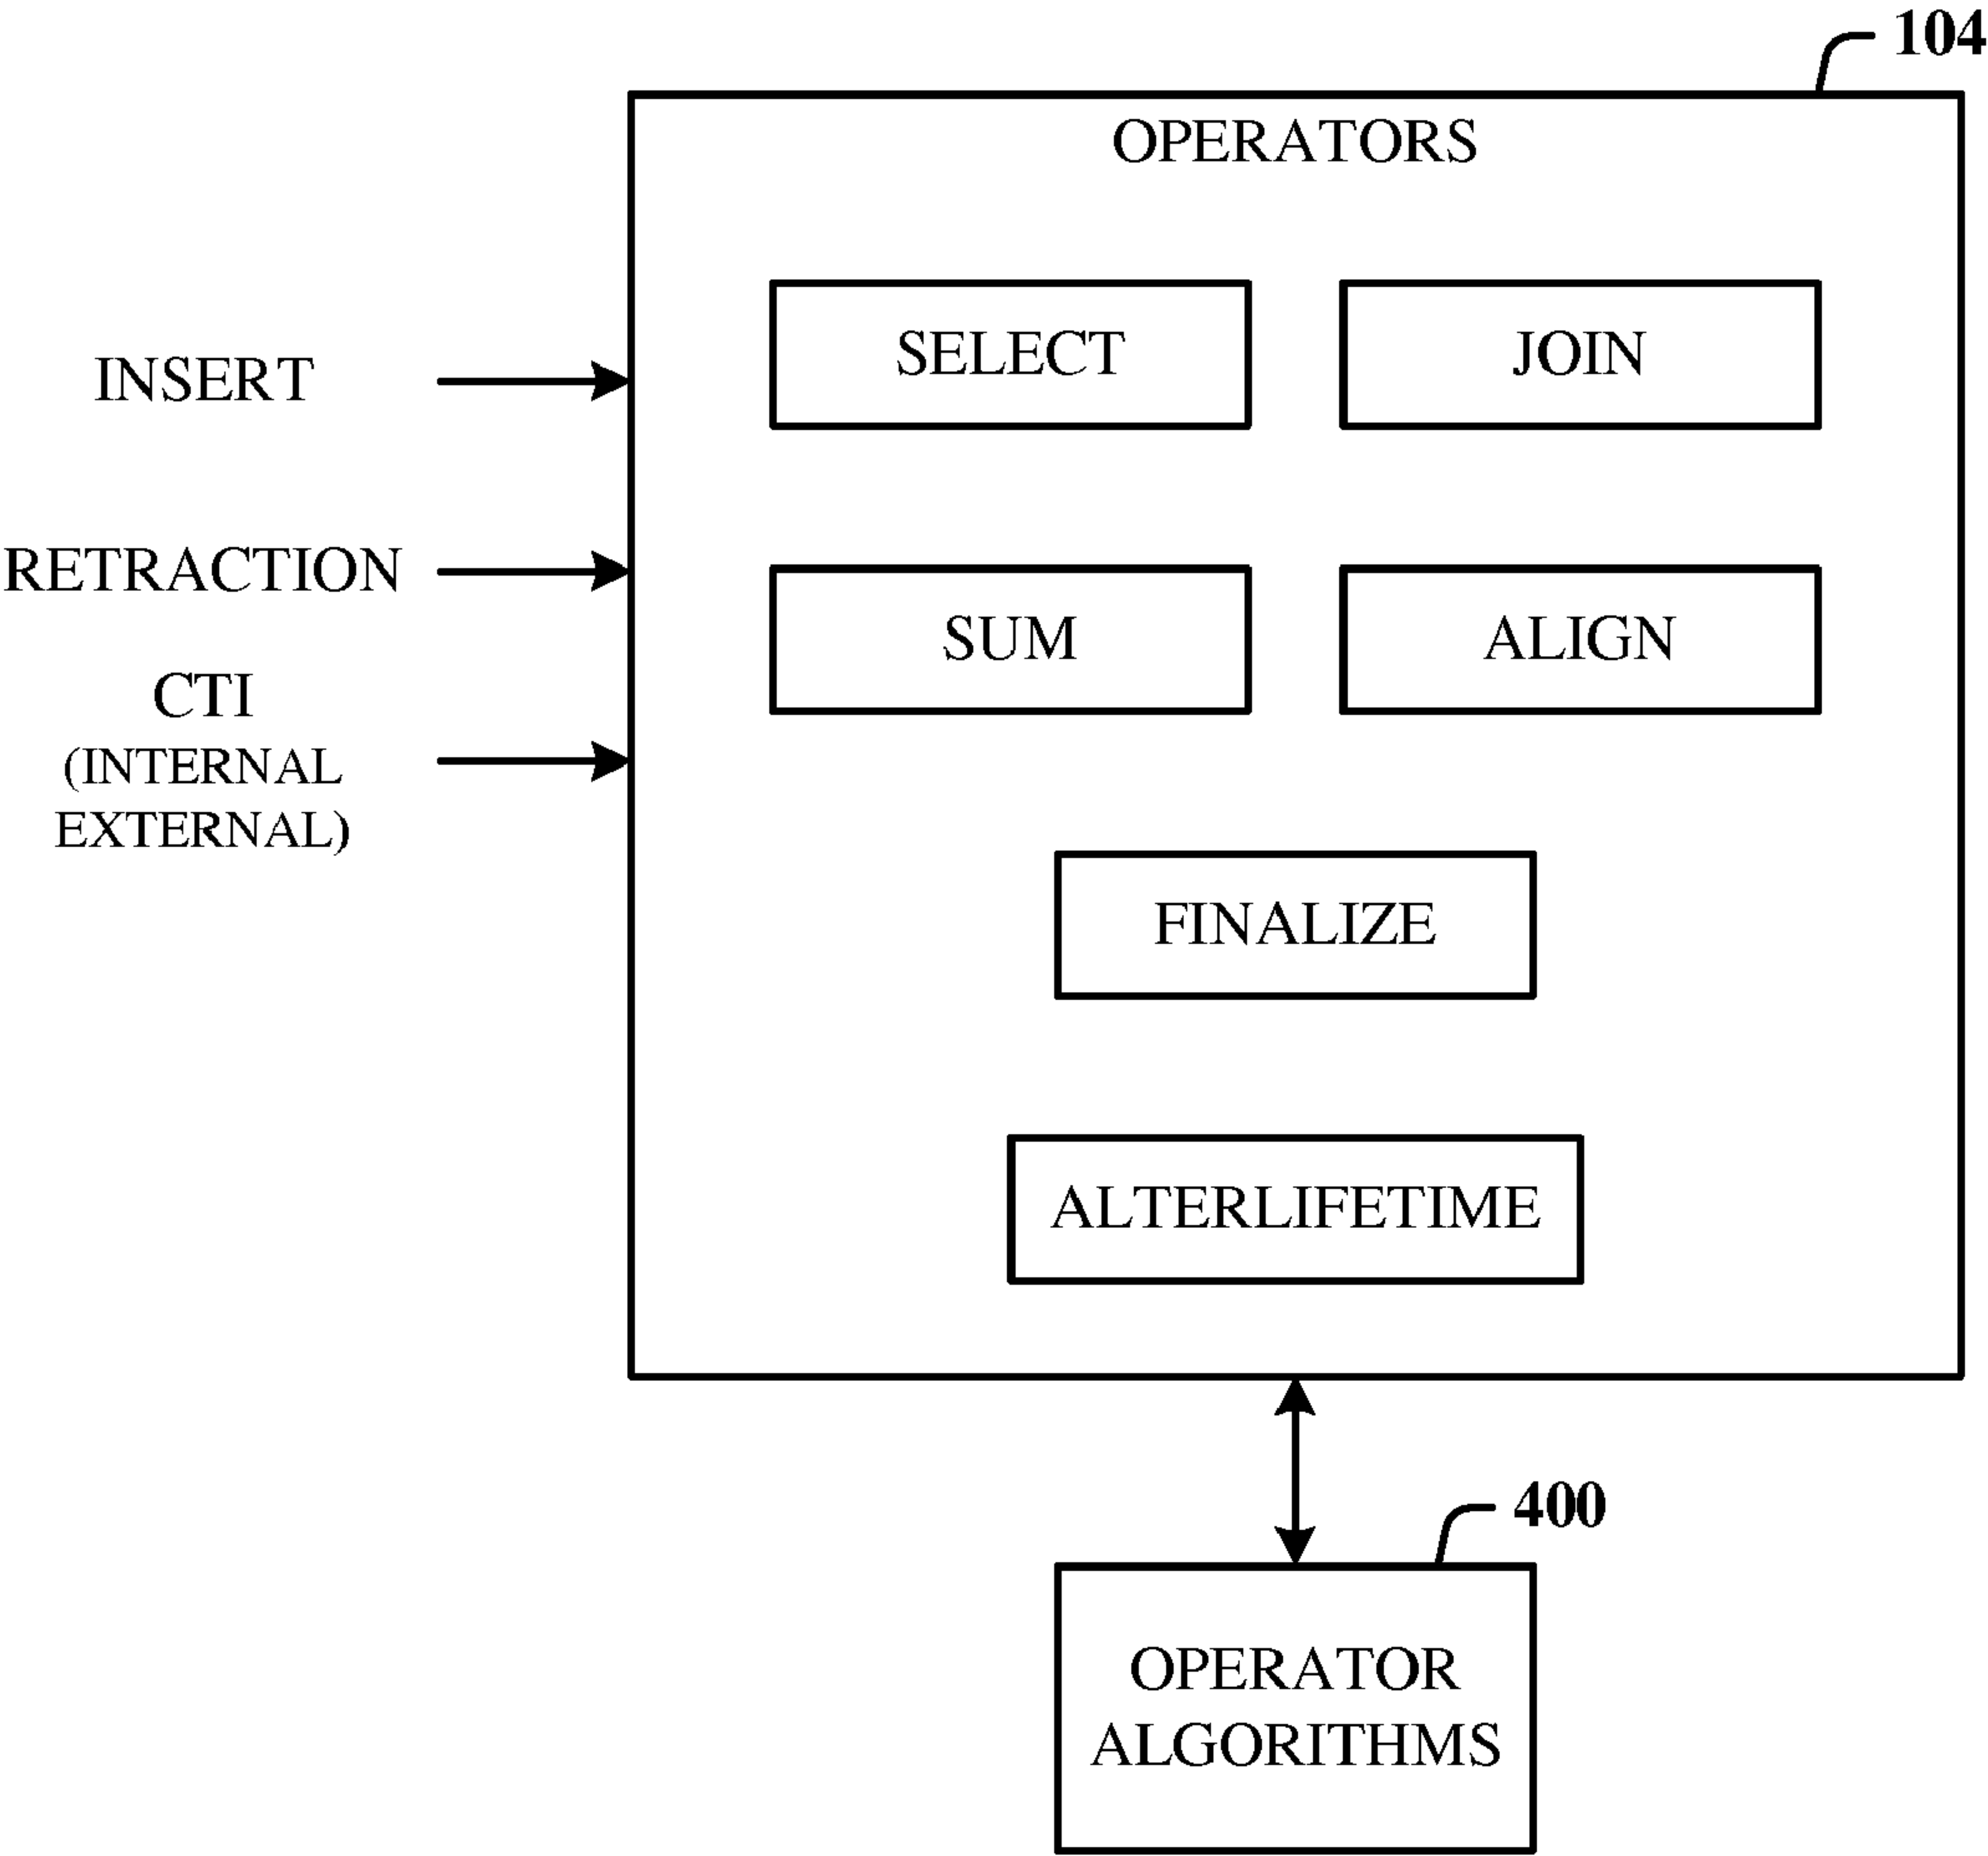 104
OPERATORS
SELECT
JOIN
INSERT
RETRACTION
SUM
ALIGN
CTI
(INTERNAL
EXTERNAL)
FINALIZE
ALTERLIFETIME
400
OPERATOR
ALGORITHMS